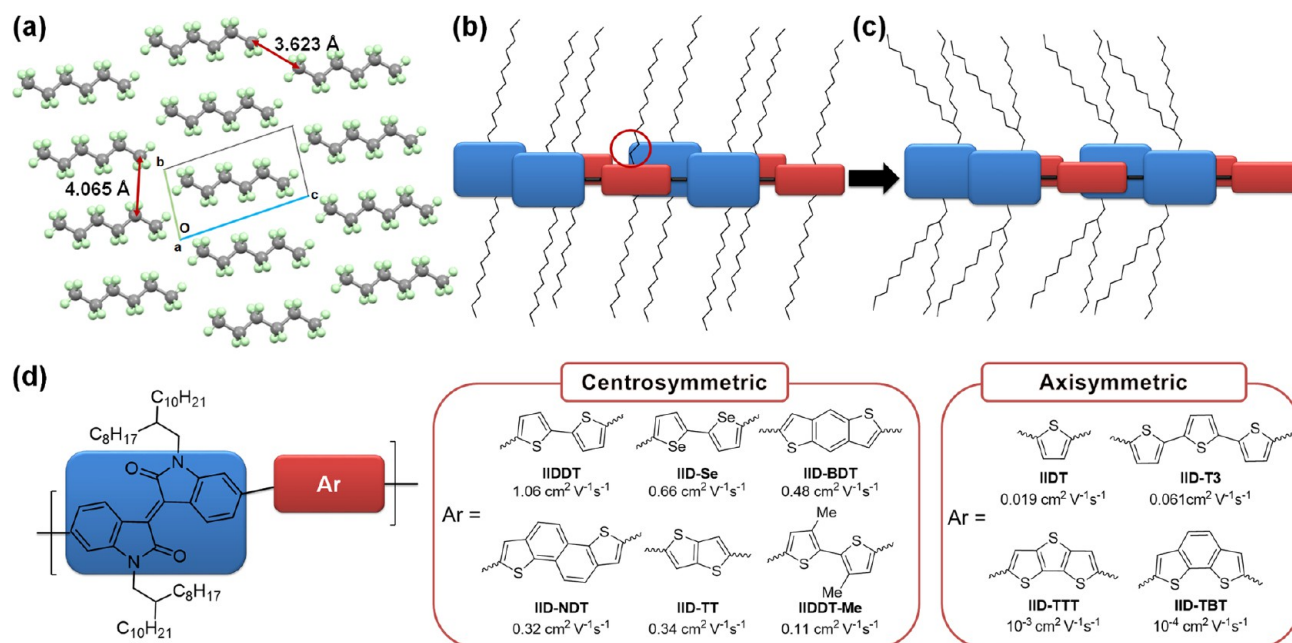 (a)
3.623 Å
4.065 Å
b
O
a
c
(b)
(c)
(d)
C10H21
C8H17
N
O
O
N
C8H17
C10H21
Ar
Centrosymmetric
Ar =
S
S
IIDDT
1.06 cm² V⁻¹s⁻¹
Se
Se
IID-Se
0.66 cm² V⁻¹s⁻¹
S
S
IID-BDT
0.48 cm² V⁻¹s⁻¹
S
S
IID-NDT
0.32 cm² V⁻¹s⁻¹
S
S
IID-TT
0.34 cm² V⁻¹s⁻¹
Me
S
S
Me
IIDDT-Me
0.11 cm² V⁻¹s⁻¹
Axisymmetric
Ar =
S
IIDT
0.019 cm² V⁻¹s⁻¹
S
S
S
IID-T3
0.061cm² V⁻¹s⁻¹
S
S
S
IID-TTT
10⁻³ cm² V⁻¹s⁻¹
S
S
IID-TBT
10⁻⁴ cm² V⁻¹s⁻¹